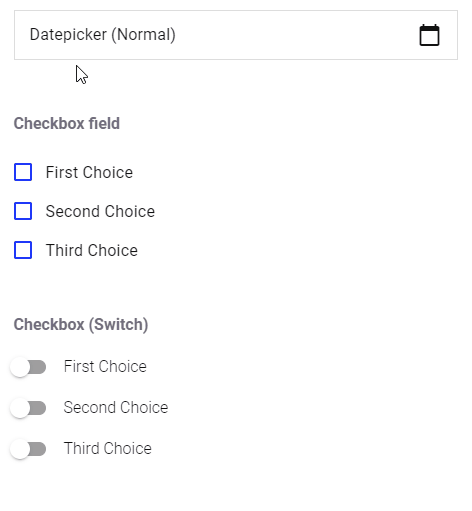 Datepicker (Normal)
Checkbox field
First Choice
Second Choice
Third Choice
Checkbox (Switch)
First Choice
Second Choice
Third Choice